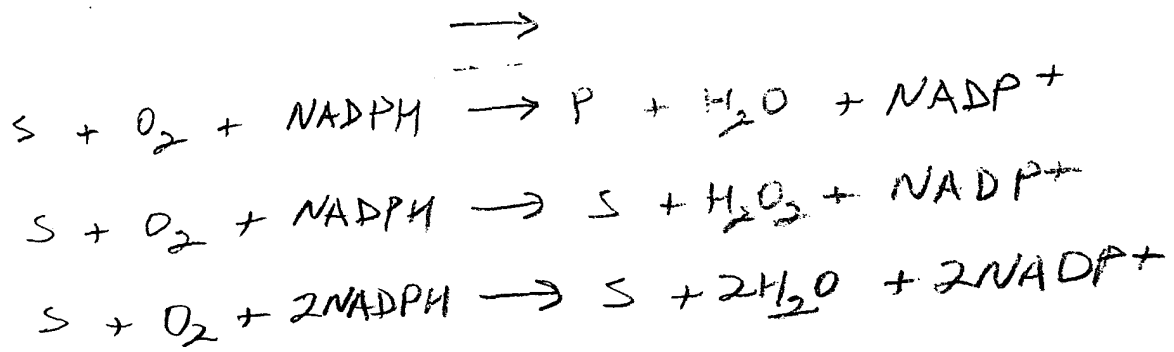 →
S + O₂ + NADPH → P + H₂O + NADP⁺
S + O₂ + NADPH → S + H₂O₂ + NADP⁺
S + O₂ + 2NADPH → S + 2H₂O + 2NADP⁺